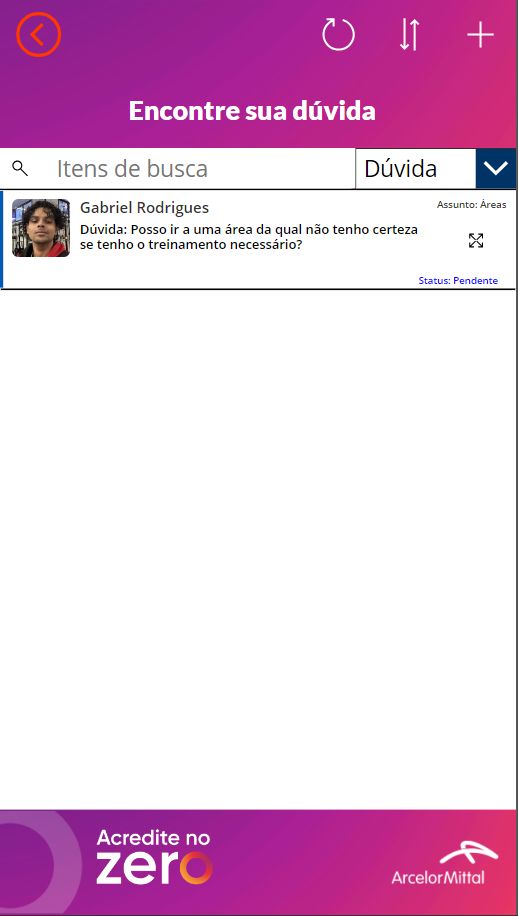 Encontre sua dúvida
Itens de busca
Dúvida
Gabriel Rodrigues
Assunto: Áreas
Dúvida: Posso ir a uma área da qual não tenho certeza
se tenho o treinamento necessário?
Status: Pendente
Acredite no
zero
ArcelorMittal